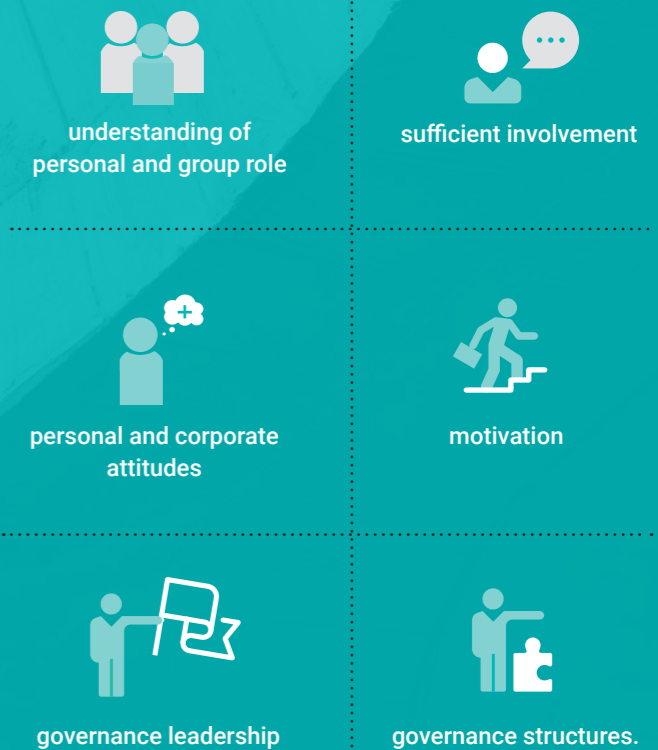 understanding of
personal and group role
sufficient involvement
personal and corporate
attitudes
motivation
governance leadership
governance structures.